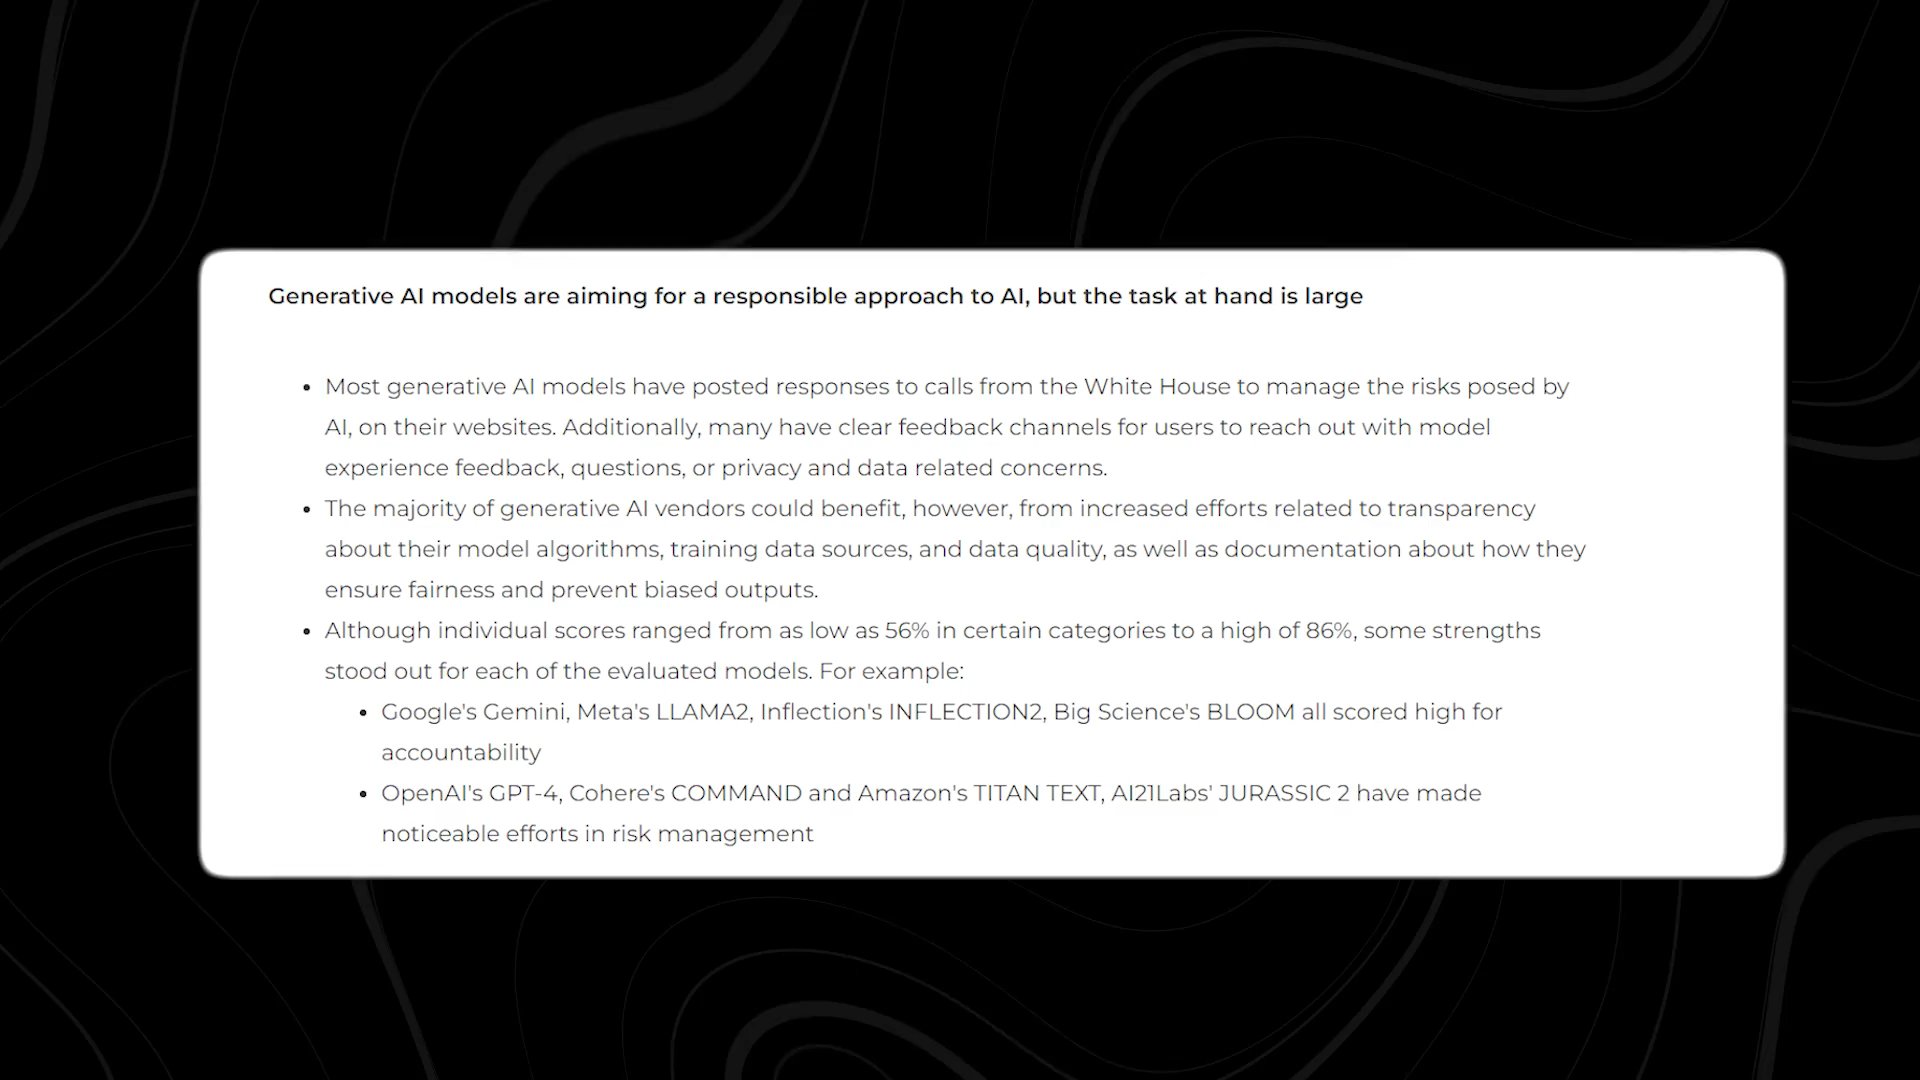 Generative AI models are aiming for a responsible approach to AI, but the task at hand is large
• Most generative AI models have posted responses to calls from the White House to manage the risks posed by
AI, on their websites. Additionally, many have clear feedback channels for users to reach out with model
experience feedback, questions, or privacy and data related concerns.
• The majority of generative AI vendors could benefit, however, from increased efforts related to transparency
about their model algorithms, training data sources, and data quality, as well as documentation about how they
ensure fairness and prevent biased outputs.
• Although individual scores ranged from as low as 56% in certain categories to a high of 86%, some strengths
stood out for each of the evaluated models. For example:
• Google's Gemini, Meta's LLAMA2, Inflection's INFLECTION2, Big Science's BLOOM all scored high for
accountability
• OpenAI's GPT-4, Cohere's COMMAND and Amazon's TITAN TEXT, AI21Labs' JURASSIC 2 have made
noticeable efforts in risk management